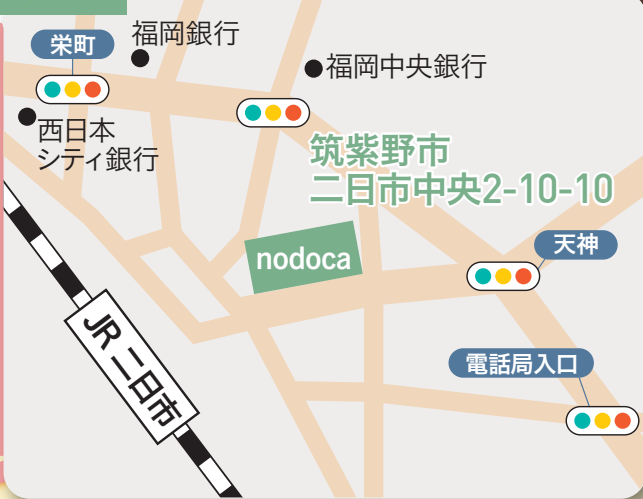 栄町
福岡銀行
福岡中央銀行
西日本
シティ銀行
筑紫野市
二日市中央2-10-10
nodoca
天神
JR二日市
電話局入口